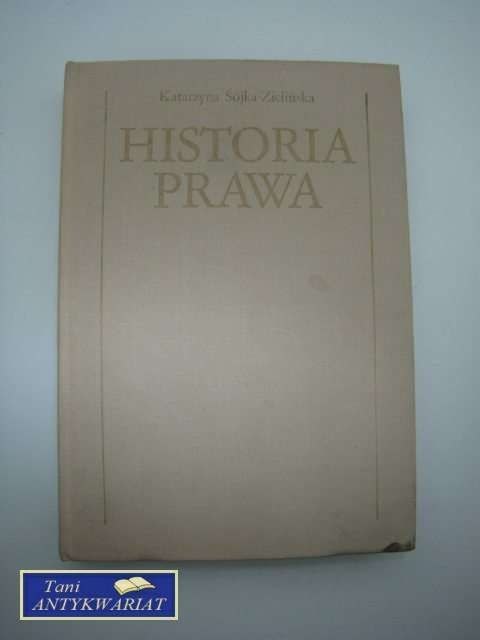 Katarzyna Sójka-Zielińska
HISTORIA
PRAWA
Tani
ANTYKWARIAT